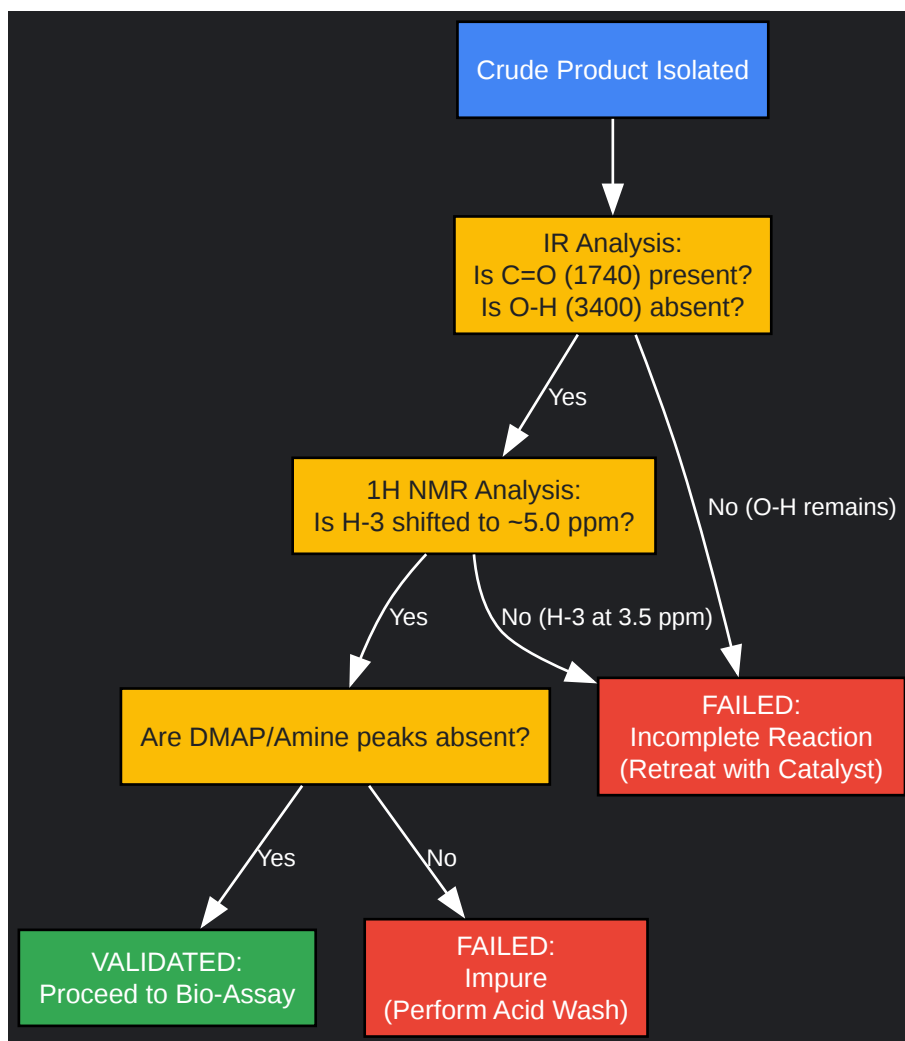 Crude Product Isolated
IR Analysis:
Is C=O (1740) present?
Is O-H (3400) absent?
Yes
No (O-H remains)
1H NMR Analysis:
Is H-3 shifted to ~5.0 ppm?
Yes
No (H-3 at 3.5 ppm)
Are DMAP/Amine peaks absent?
FAILED:
Incomplete Reaction
(Retreat with Catalyst)
Yes
No
VALIDATED:
Proceed to Bio-Assay
FAILED:
Impure
(Perform Acid Wash)